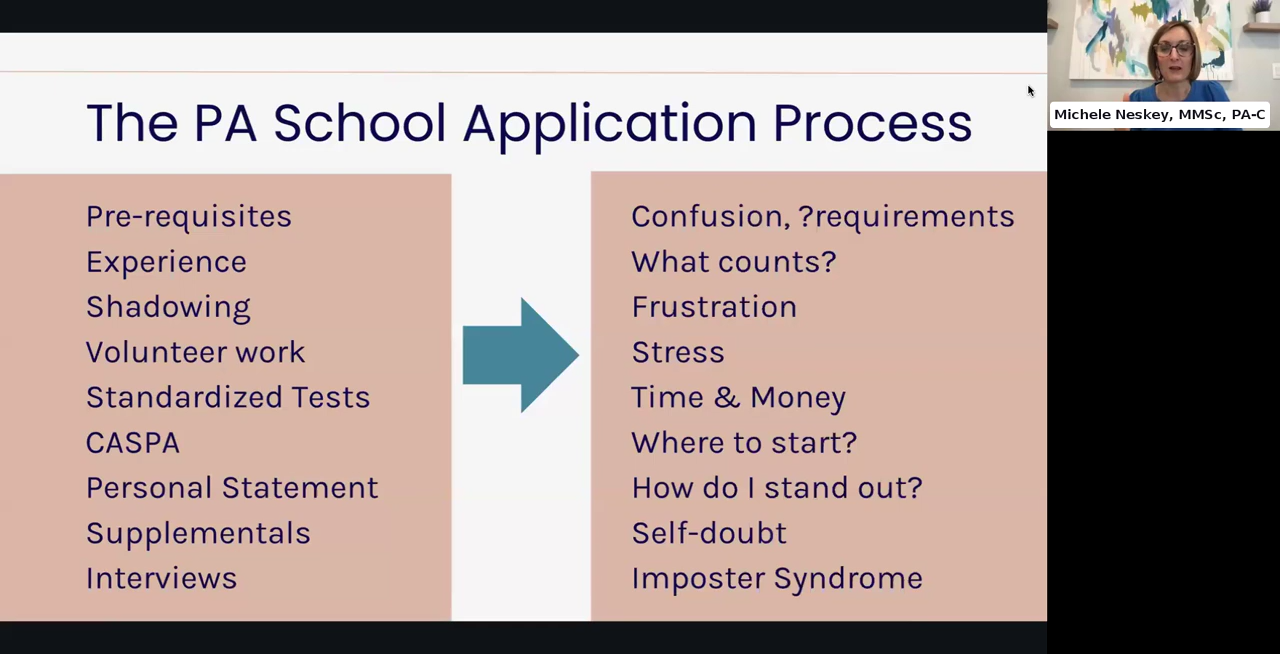 The PA School Application Process
Pre-requisites
Experience
Shadowing
Volunteer work
Standardized Tests
CASPA
Personal Statement
Supplementals
Interviews
Confusion, ?requirements
What counts?
Frustration
Stress
Time & Money
Where to start?
How do I stand out?
Self-doubt
Imposter Syndrome
Michele Neskey, MMSc, PA-C